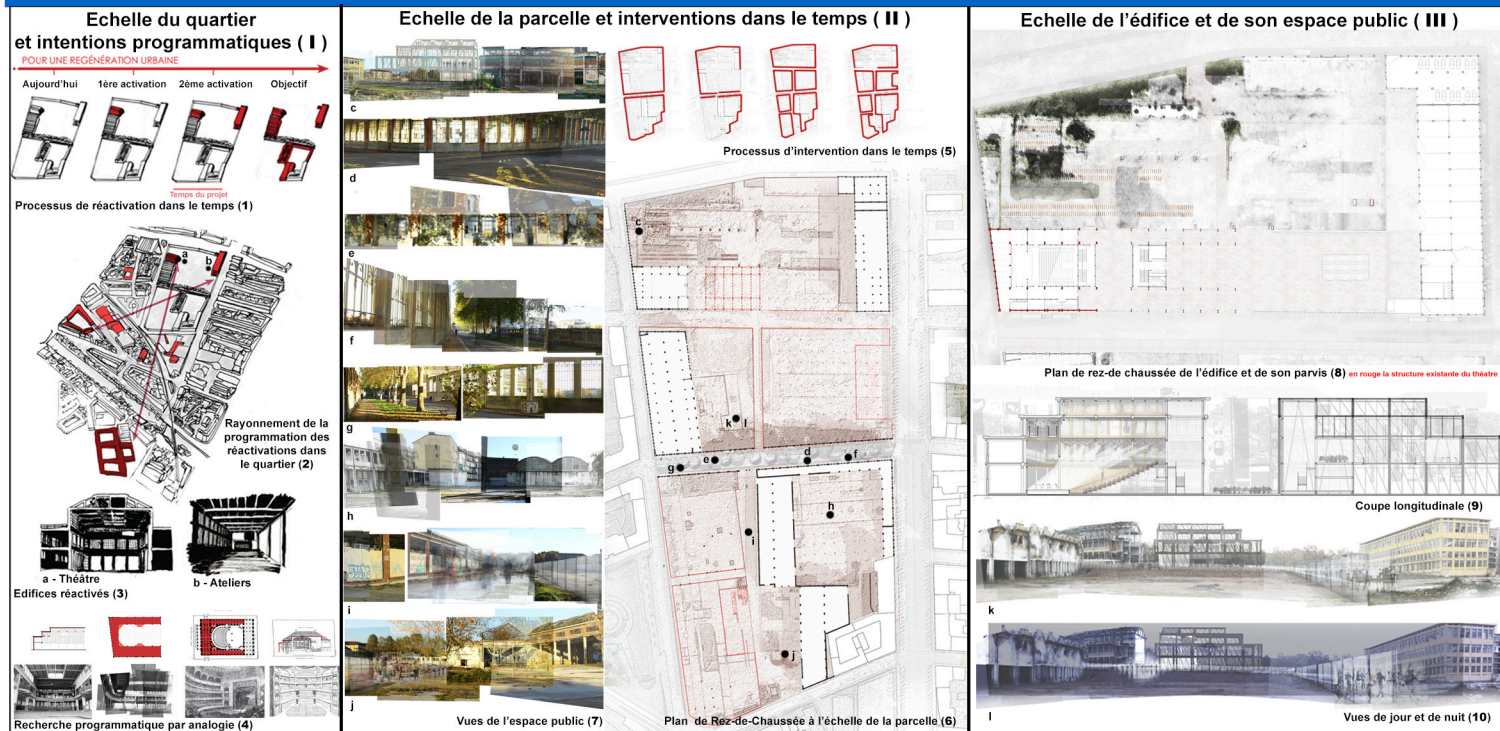 Echelle du quartier
et intentions programmatiques ( I )
POUR UNE REGÉNÉRATION URBAINE
Aujourd'hui
1ère activation
2ème activation
Objectif
Temps du projet
Processus de réactivation dans le temps (1)
a
b
Rayonnement de la
programmation des
réactivations dans
le quartier (2)
a - Théâtre
b - Ateliers
Edifices réactivés (3)
Recherche programmatique par analogie (4)
Echelle de la parcelle et interventions dans le temps ( II )
c
d
e
f
g
h
i
j
Vues de l'espace public (7)
Processus d'intervention dans le temps (5)
c
k
l
g
e
d
f
h
i
j
Plan de Rez-de-Chaussée à l'échelle de la parcelle (6)
Echelle de l'édifice et de son espace public ( III )
Plan de rez-de chaussée de l'édifice et de son parvis (8) en rouge la structure existante du théatre
Coupe longitudinale (9)
k
l
Vues de jour et de nuit (10)